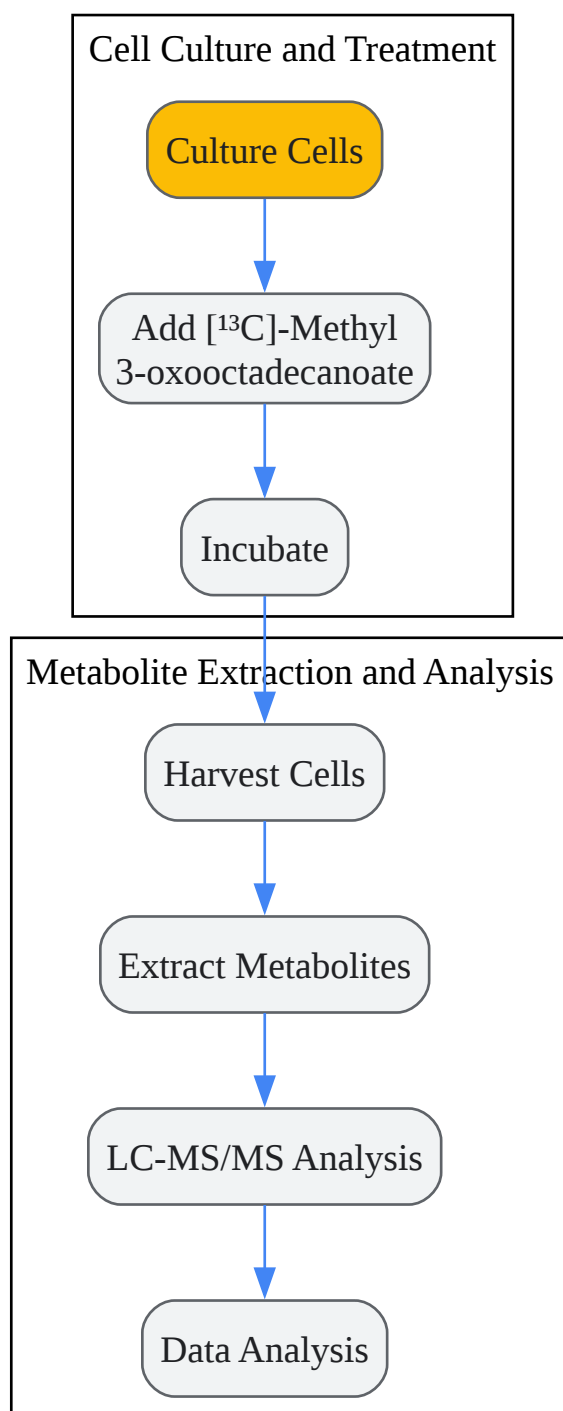 Cell Culture and Treatment
Culture Cells
Add [¹³C]-Methyl
3-oxooctadecanoate
Incubate
Metabolite Extraction and Analysis
Harvest Cells
Extract Metabolites
LC-MS/MS Analysis
Data Analysis